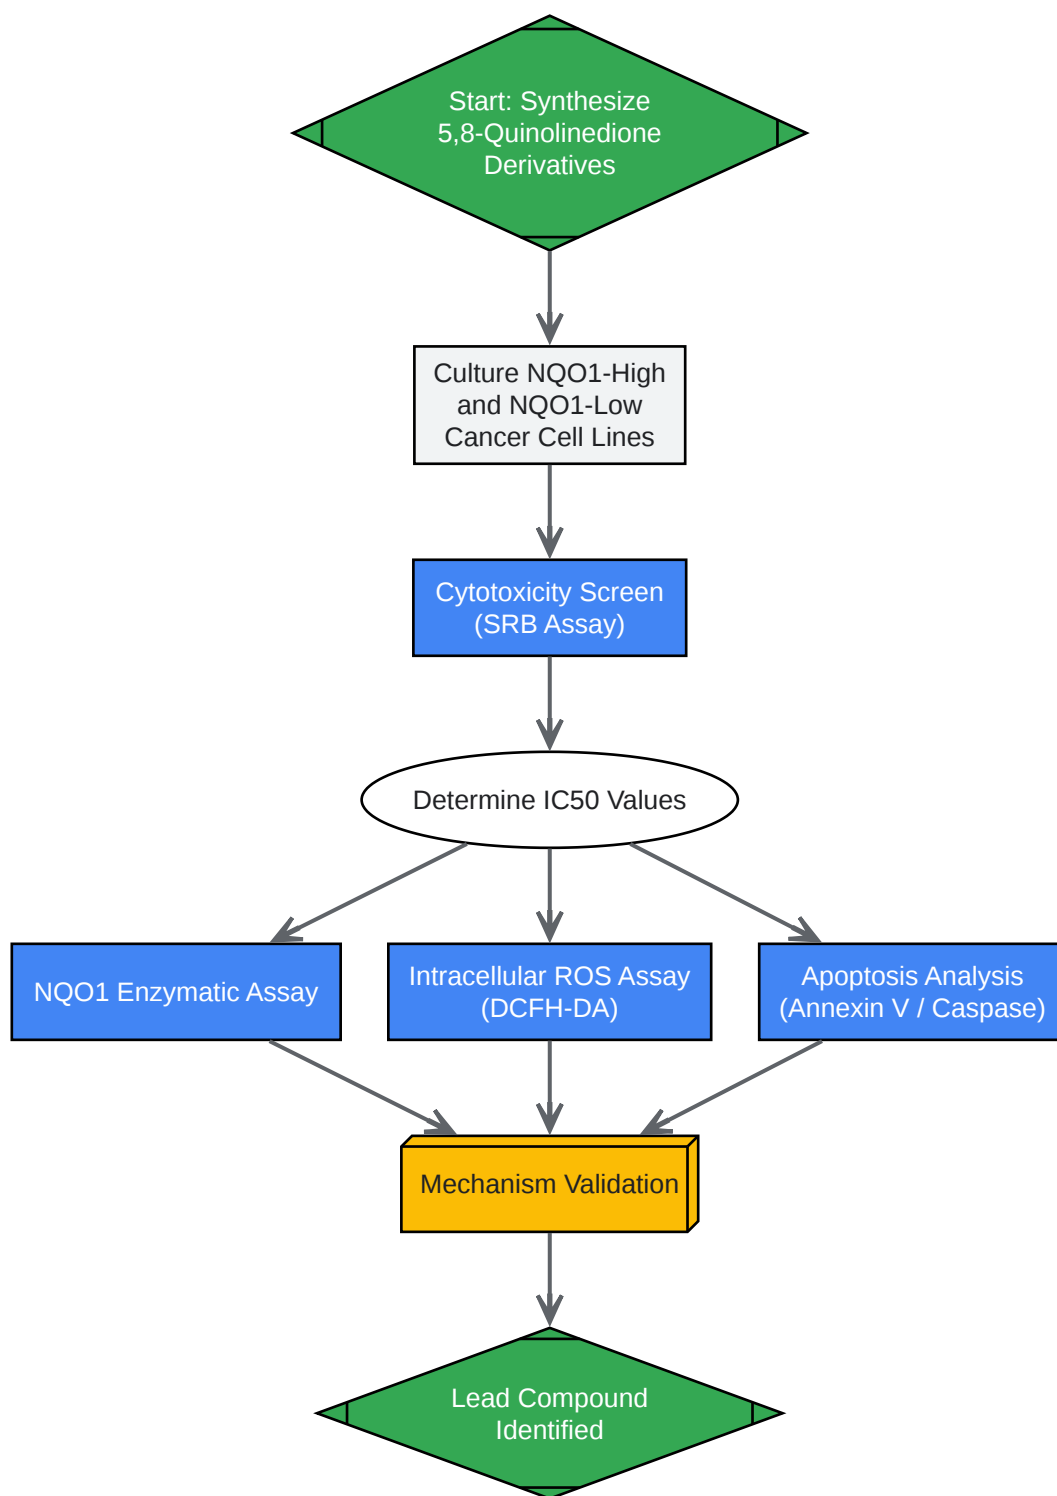 Start: Synthesize
5,8-Quinolinedione
Derivatives
Culture NQO1-High
and NQO1-Low
Cancer Cell Lines
Cytotoxicity Screen
(SRB Assay)
Determine IC50 Values
NQO1 Enzymatic Assay
Intracellular ROS Assay
(DCFH-DA)
Apoptosis Analysis
(Annexin V / Caspase)
Mechanism Validation
Lead Compound
Identified